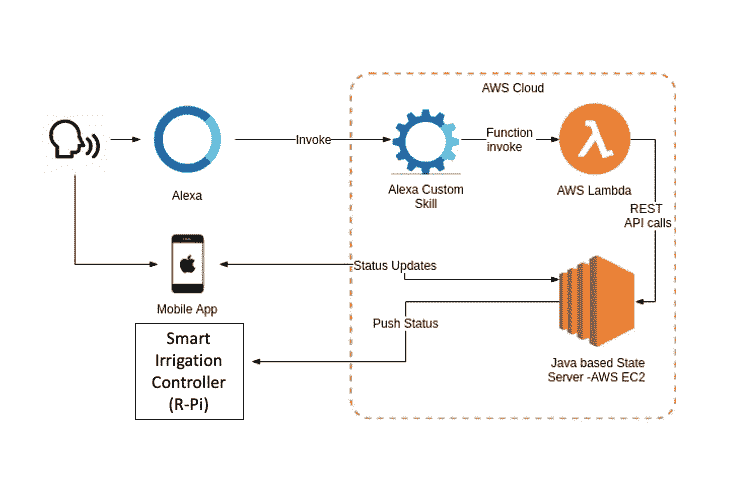 AWS Cloud
Invoke
Function
invoke
Alexa
Alexa Custom
Skill
AWS Lambda
REST
API calls
Status Updates
Mobile App
Push Status
Smart
Irrigation
Controller
(R-Pi)
Java based State
Server -AWS EC2